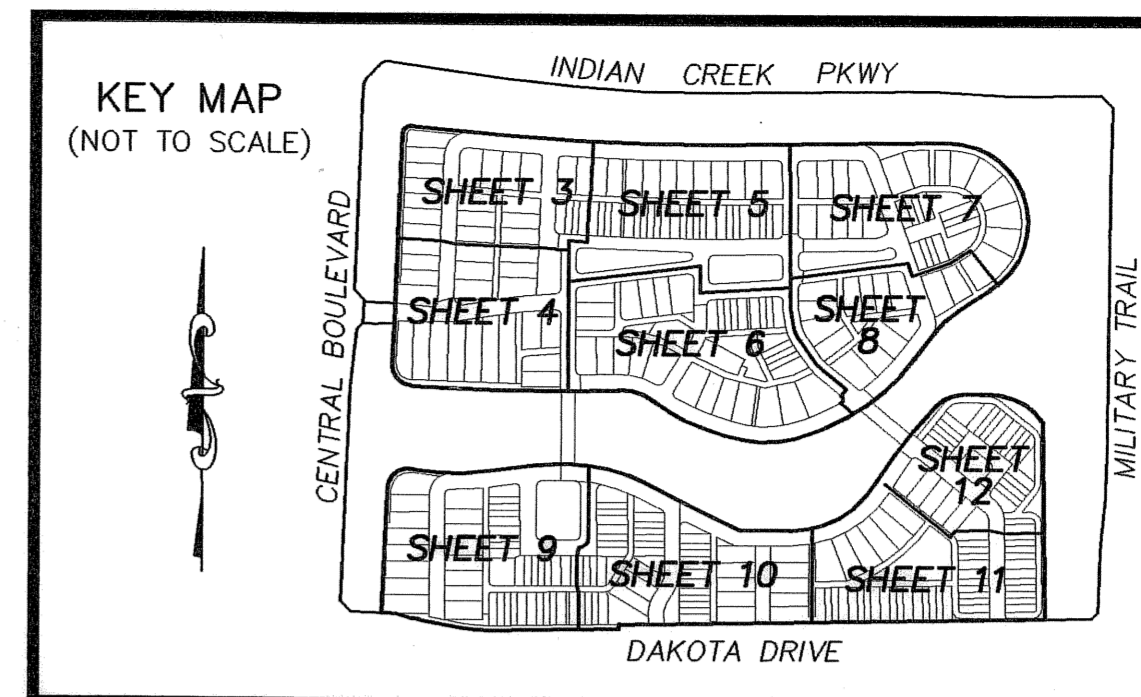 KEY MAP
(NOT TO SCALE)
INDIAN CREEK PKWY
CENTRAL BOULEVARD
MILITARY TRAIL
SHEET 3
SHEET 5
SHEET 7
SHEET 4
SHEET 6
SHEET
8
SHEET
12
SHEET 9
SHEET 10
SHEET 11
DAKOTA DRIVE